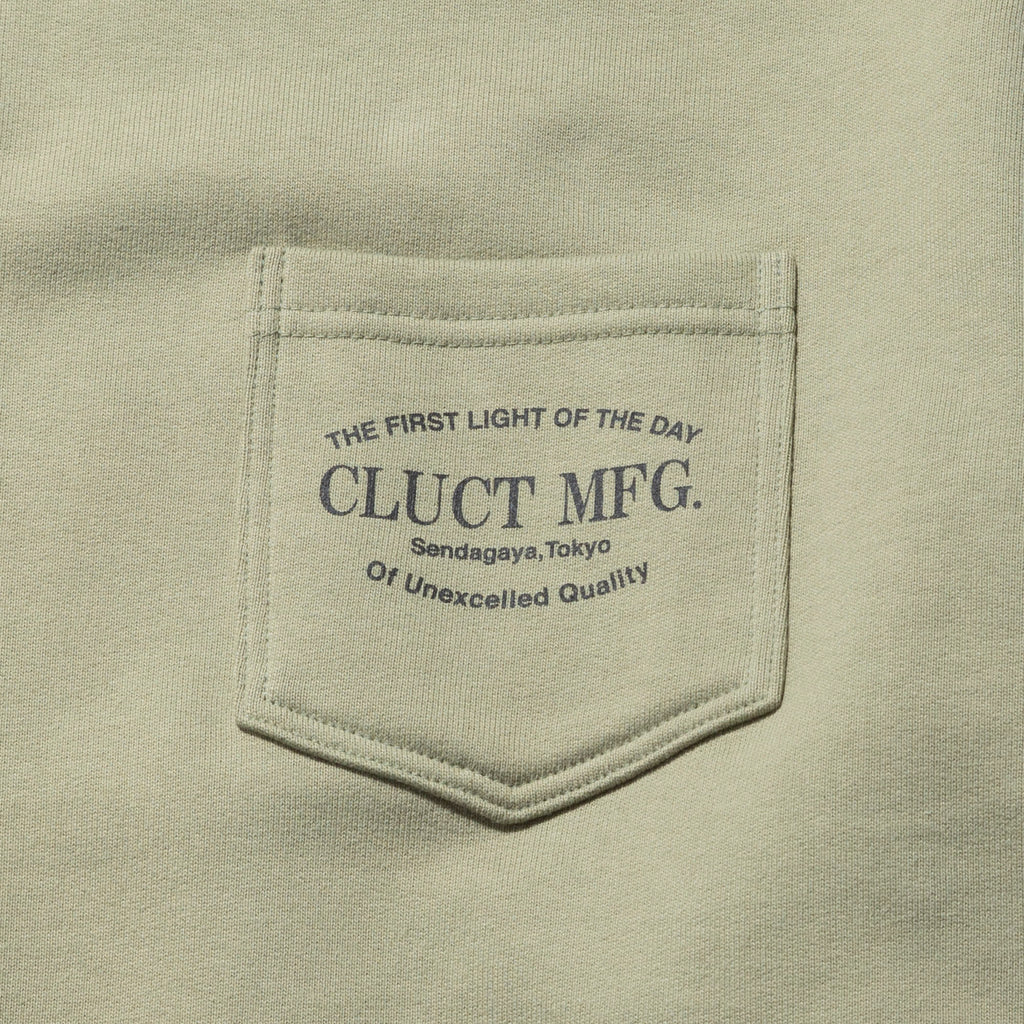 THE FIRST LIGHT OF THE DAY
CLUCT MFG.
Sendagaya,Tokyo
Of Unexcelled Quality